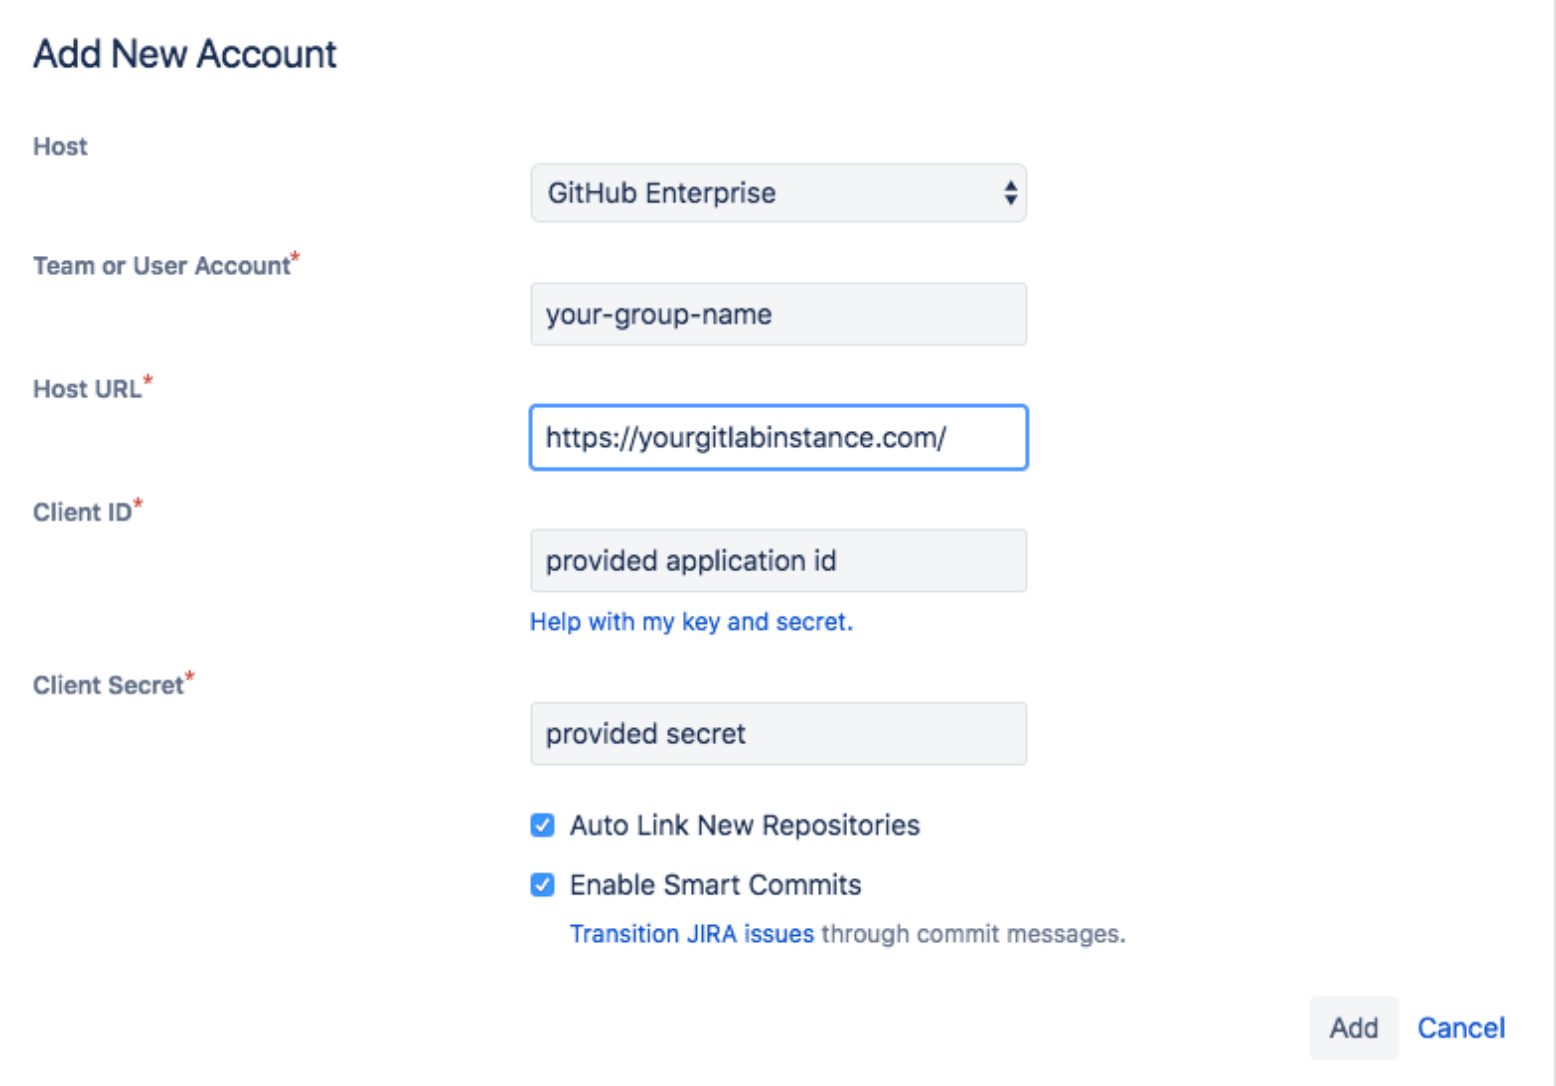 Add New Account
Host
GitHub Enterprise
Team or User Account*
your-group-name
Host URL*
https://yourgitlabinstance.com/
Client ID*
provided application id
Help with my key and secret.
Client Secret*
provided secret
Auto Link New Repositories
Enable Smart Commits
Transition JIRA issues through commit messages.
Add Cancel